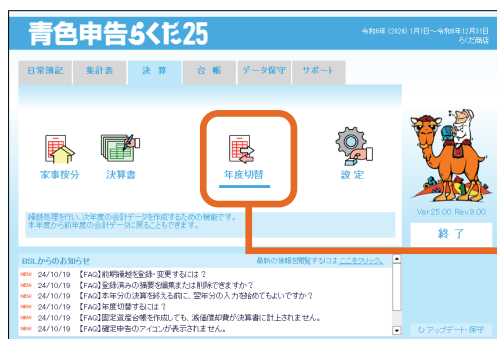 青色申告らくだ25
令和6年(2024) 1月1日～令和6年12月31日
らくだ商店
日常簿記 集計表 決算 台帳 データ保守 サポート
家事按分 決算書 年度切替 設定
繰越処理を行い、次年度の会計データを作成するための機能です。
本年度から前年度の会計データに戻ることもできます。
Ver.25.00 Rev.9.00
終了
BSLからのお知らせ 最新の情報を閲覧するには ここをクリック。
NEW 24/10/19 【FAQ】前期繰越を登録・変更するには？
NEW 24/10/19 【FAQ】登録済みの摘要を編集または削除できますか？
NEW 24/10/19 【FAQ】本年分の決算を終える前に、翌年分の入力を始めてもよいですか？
NEW 24/10/19 【FAQ】年度切替するには？
NEW 24/10/19 【FAQ】固定資産台帳を作成しても、減価償却費が決算書に計上されません。
NEW 24/10/19 【FAQ】確定申告のアイコンが表示されません。
アップデート・保守